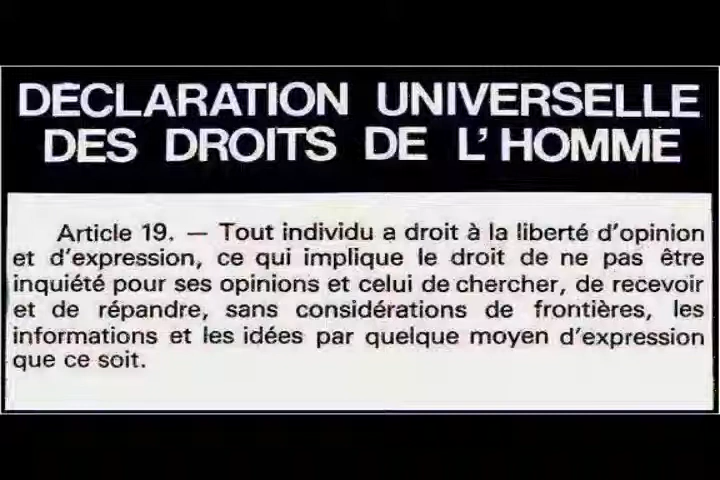 DECLARATION UNIVERSELLE
DES DROITS DE L'HOMME
Article 19. — Tout individu a droit à la liberté d'opinion
et d'expression, ce qui implique le droit de ne pas être
inquiété pour ses opinions et celui de chercher, de recevoir
et de répandre, sans considérations de frontières, les
informations et les idées par quelque moyen d'expression
que ce soit.